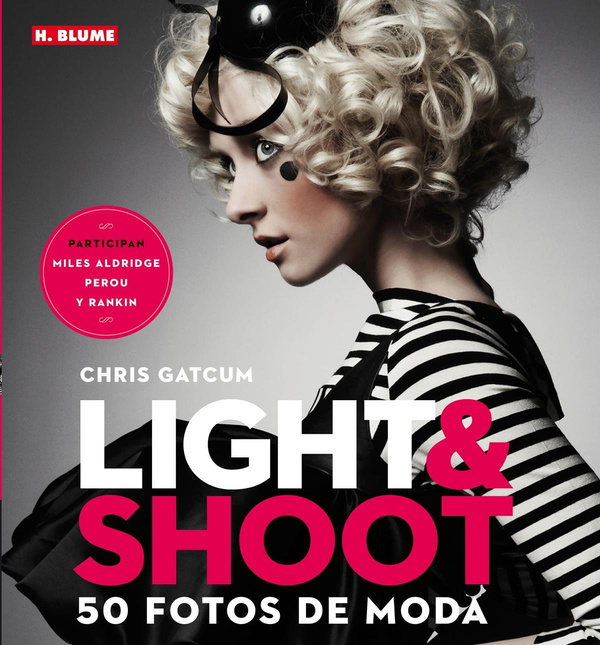 H. BLUME
PARTICIPAN
MILES ALDRIDGE
PEROU
Y RANKIN
CHRIS GATCUM
LIGHT&
SHOOT
50 FOTOS DE MODA